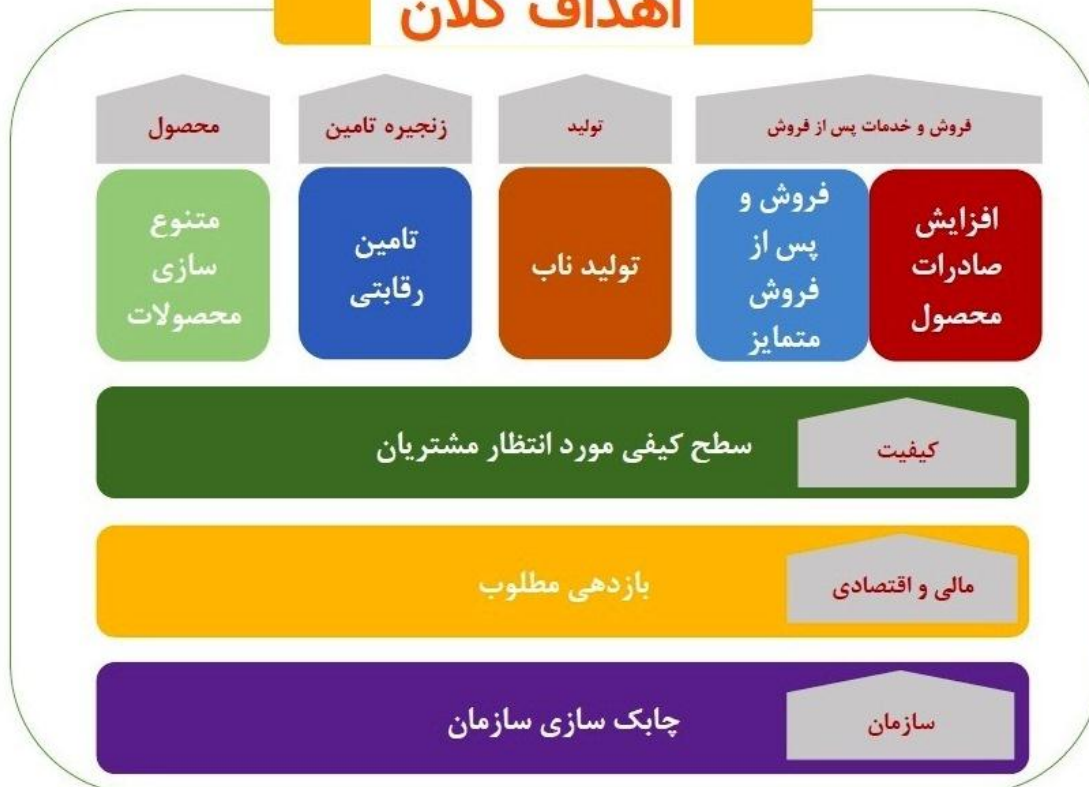 اهداف کلان
فروش و خدمات پس از فروش
تولید
زنجیره تامین
محصول
افزایش
صادرات
محصول
فروش و
پس از
فروش
متمایز
تولید ناب
تامین
رقابتی
متنوع
سازی
محصولات
کیفیت
سطح کیفی مورد انتظار مشتریان
مالی و اقتصادی
بازدهی مطلوب
سازمان
چابک سازی سازمان